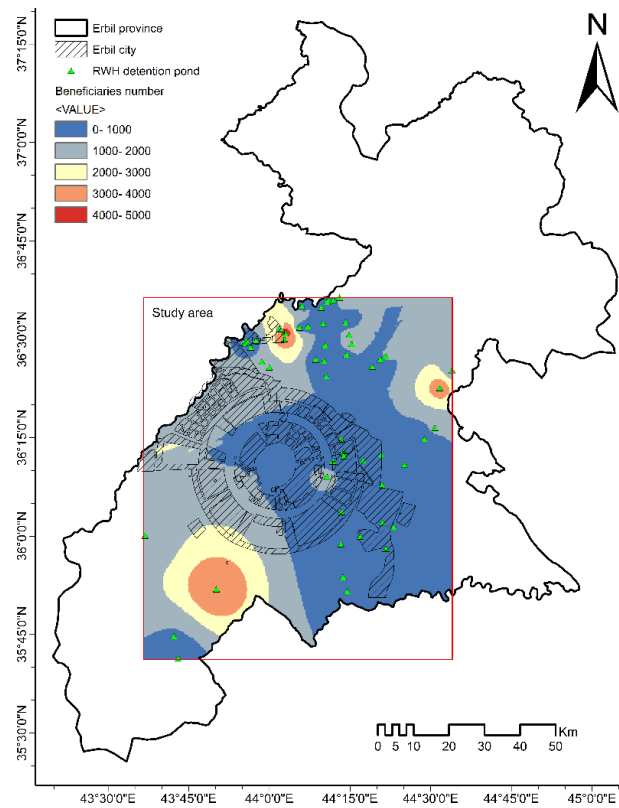 Erbil province
Erbil city
RWH detention pond
Beneficiaries number
<VALUE>
0- 1000
1000- 2000
2000- 3000
3000- 4000
4000- 5000
N
Study area
37°15'0"N
37°0'0"N
36°45'0"N
36°30'0"N
36°15'0"N
36°0'0"N
35°45'0"N
35°30'0"N
0 5 10 20 30 40 50 Km
43°30'0"E 43°45'0"E 44°0'0"E 44°15'0"E 44°30'0"E 44°45'0"E 45°0'0"E